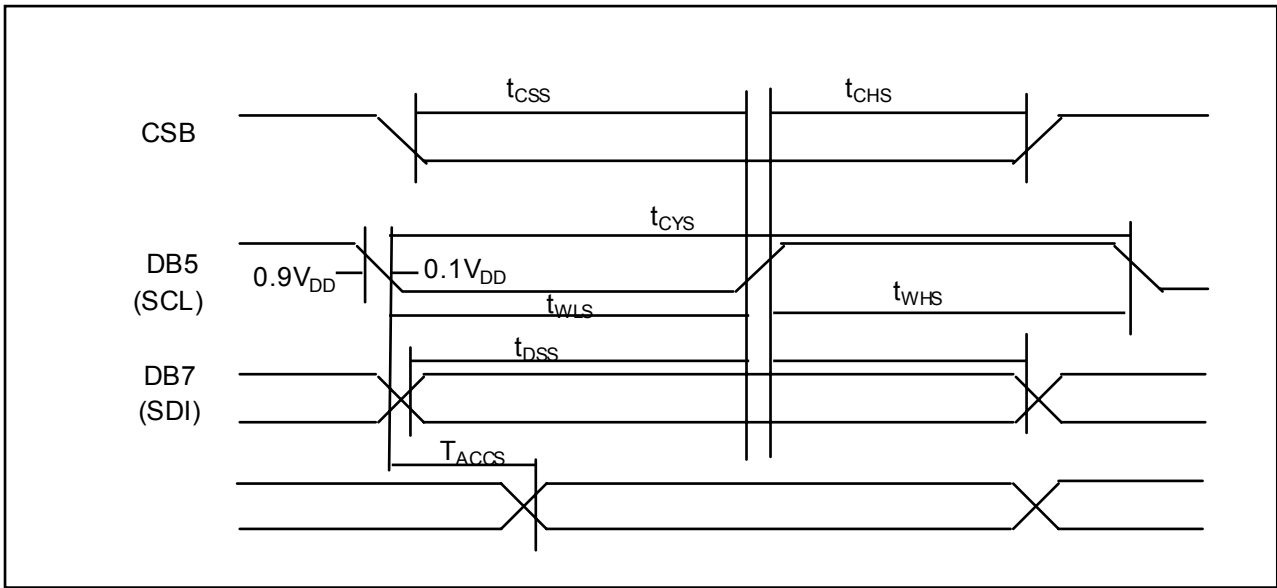 tCSS
tCHS
CSB
tCYS
DB5
(SCL)
0.9VDD
0.1VDD
tWLS
tWHS
tDSS
DB7
(SDI)
TACCS